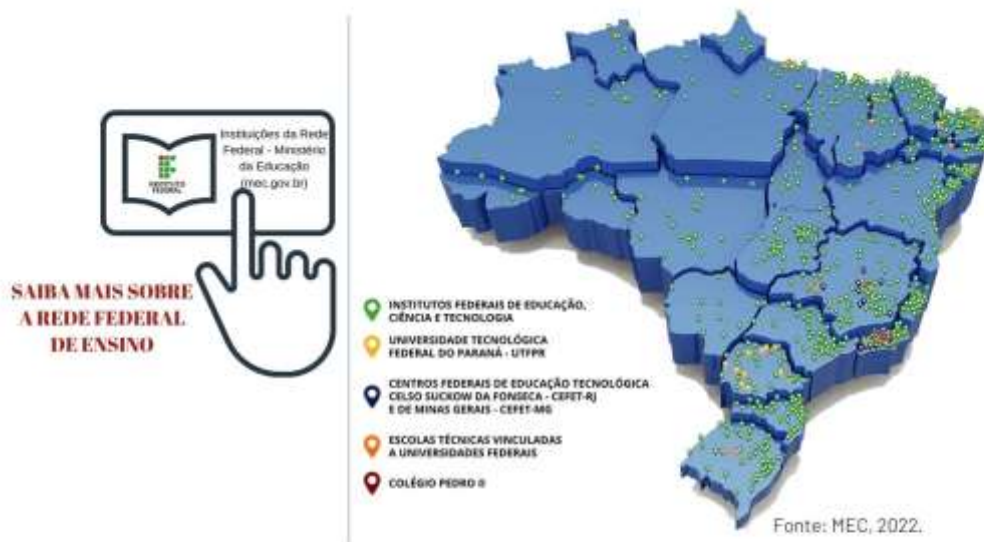 Instituições da Rede
Federal - Ministério
da Educação
(mec.gov.br)
INSTITUTO
FEDERAL
SAIBA MAIS SOBRE
A REDE FEDERAL
DE ENSINO
INSTITUTOS FEDERAIS DE EDUCAÇÃO,
CIÊNCIA E TECNOLOGIA
UNIVERSIDADE TECNOLÓGICA
FEDERAL DO PARANÁ - UTFPR
CENTROS FEDERAIS DE EDUCAÇÃO TECNOLÓGICA
CELSO SUCKOW DA FONSECA - CEFET-RJ
E DE MINAS GERAIS - CEFET-MG
ESCOLAS TÉCNICAS VINCULADAS
A UNIVERSIDADES FEDERAIS
COLÉGIO PEDRO II
Fonte: MEC, 2022.